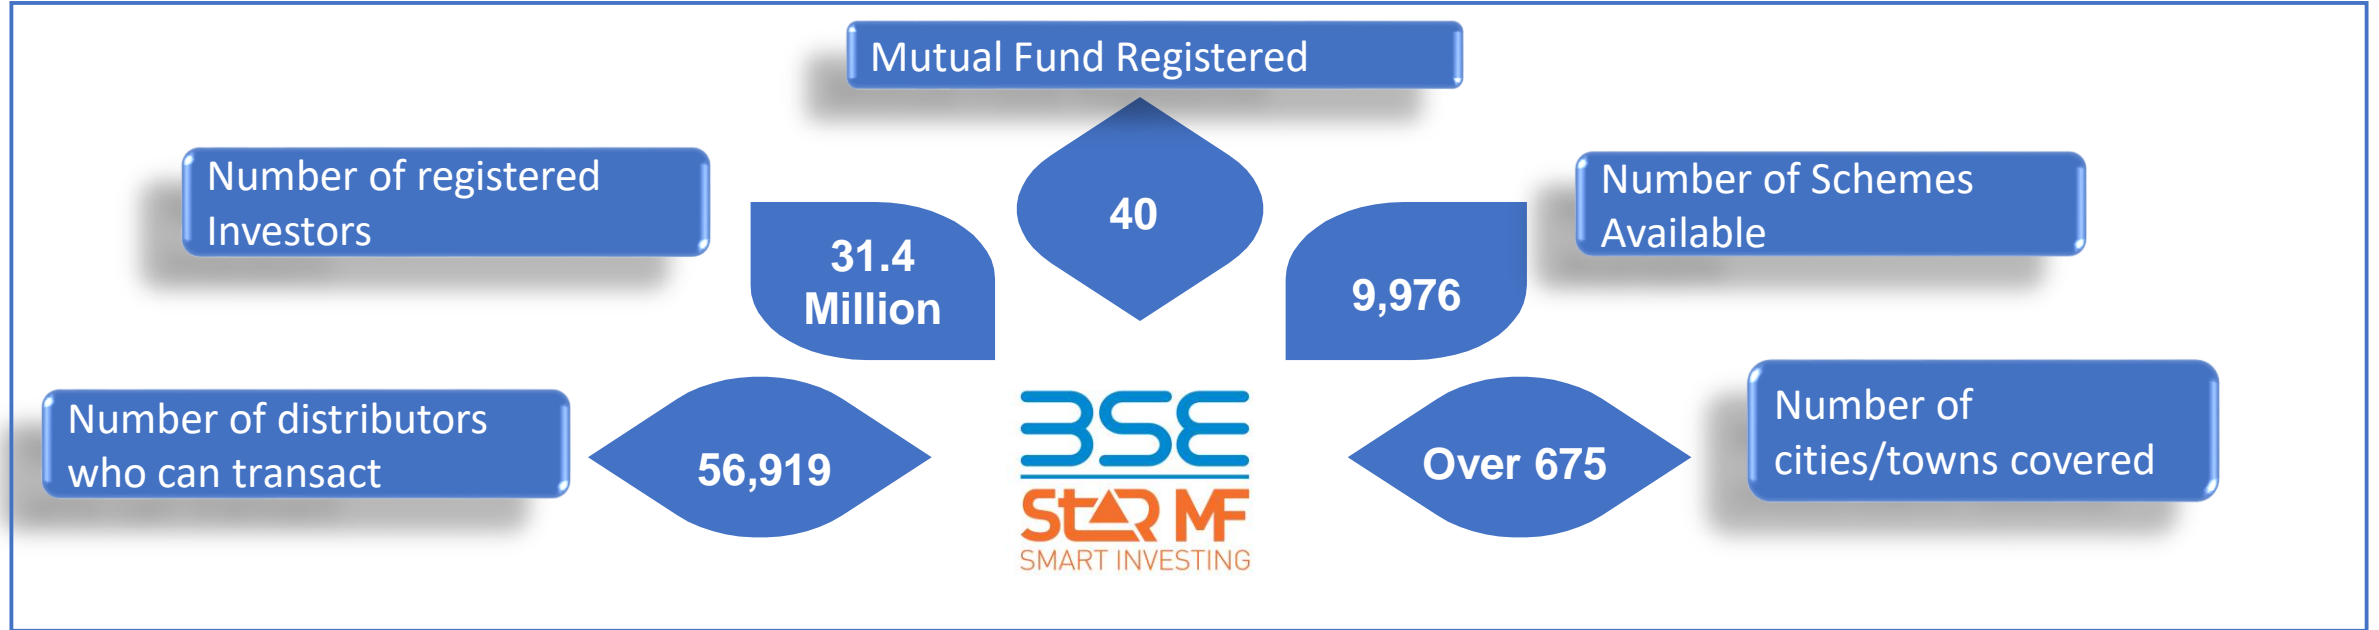 Mutual Fund Registered
40
Number of registered
Investors
31.4
Million
Number of Schemes
Available
9,976
Number of distributors
who can transact
56,919
BSE
StAR MF
SMART INVESTING
Over 675
Number of
cities/towns covered